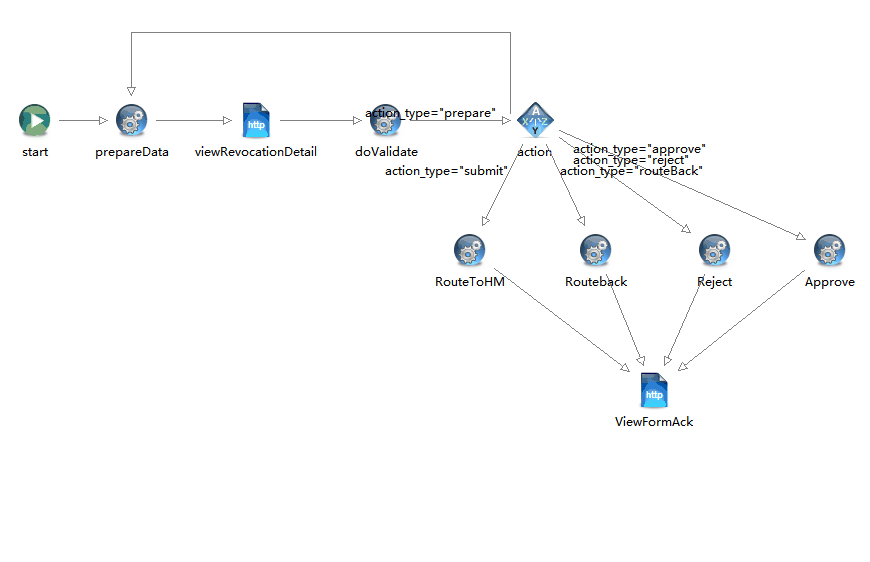 action_type="prepare"
http
start
prepareData
viewRevocationDetail
doValidate
action
A
X
Z
Y
action_type="approve"
action_type="reject"
action_type="submit"
action_type="routeBack"
RouteToHM
Routeback
Reject
Approve
http
ViewFormAck